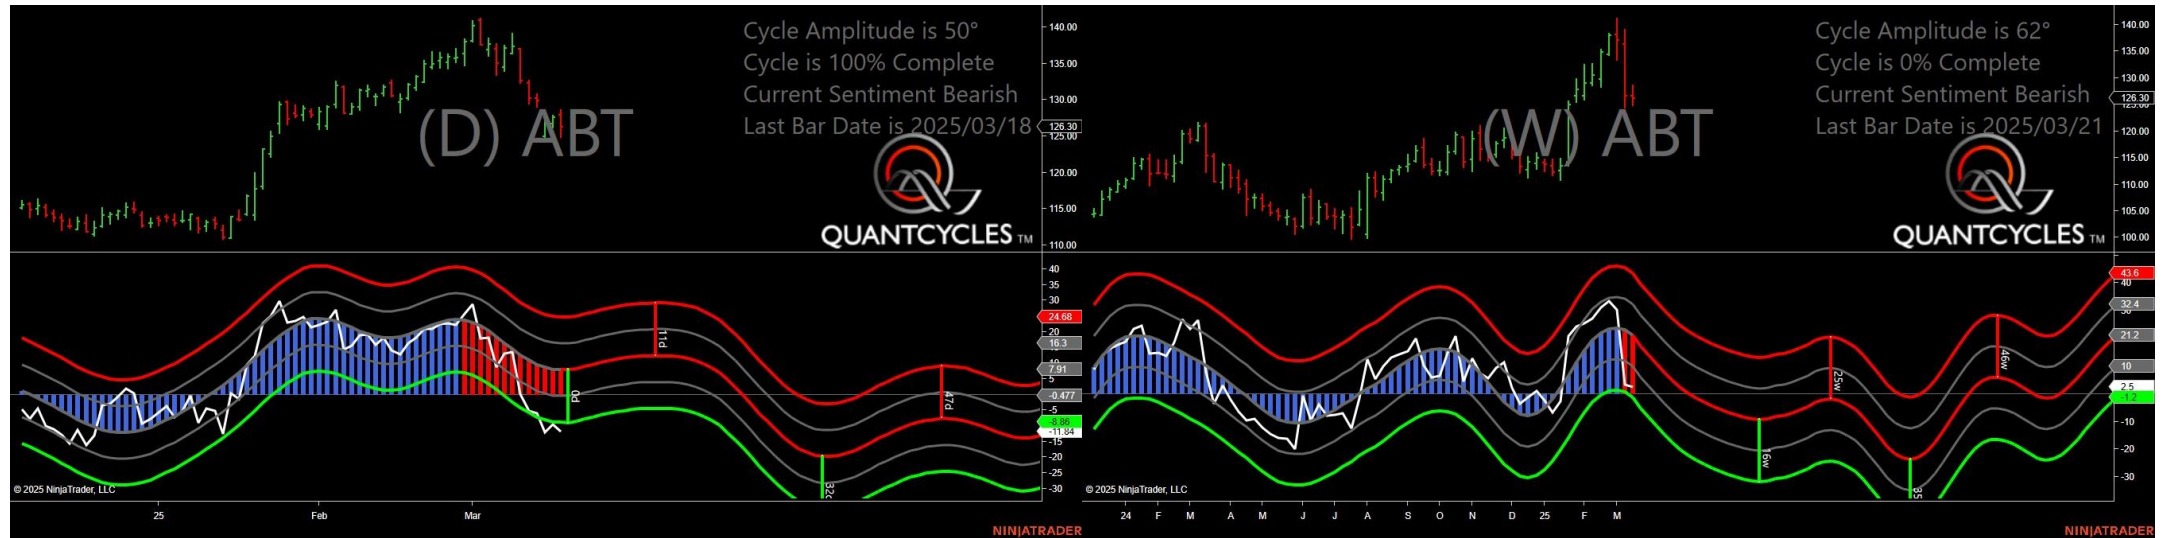 Cycle Amplitude is 50°
Cycle is 100% Complete
Current Sentiment Bearish
Last Bar Date is 2025/03/18
(D) ABT
QUANTCYCLES TM
140.00
135.00
130.00
126.30
125.00
120.00
115.00
110.00
40
35
30
24.68
20
16.3
10
7.91
5
-0.477
-5
-8.86
-11.84
-15
-20
-25
-30
11d
0d
47d
© 2025 NinjaTrader, LLC
25 Feb Mar
NINJATRADER
Cycle Amplitude is 62°
Cycle is 0% Complete
Current Sentiment Bearish
Last Bar Date is 2025/03/21
(W) ABT
QUANTCYCLES TM
140.00
135.00
130.00
126.30
125.00
120.00
115.00
110.00
105.00
100.00
43.6
40
32.4
30
21.2
10
2.5
-1.2
-10
-20
-30
25w
46w
16w
© 2025 NinjaTrader, LLC
24 F M A M J J A S O N D 25 F M
NINJATRADER